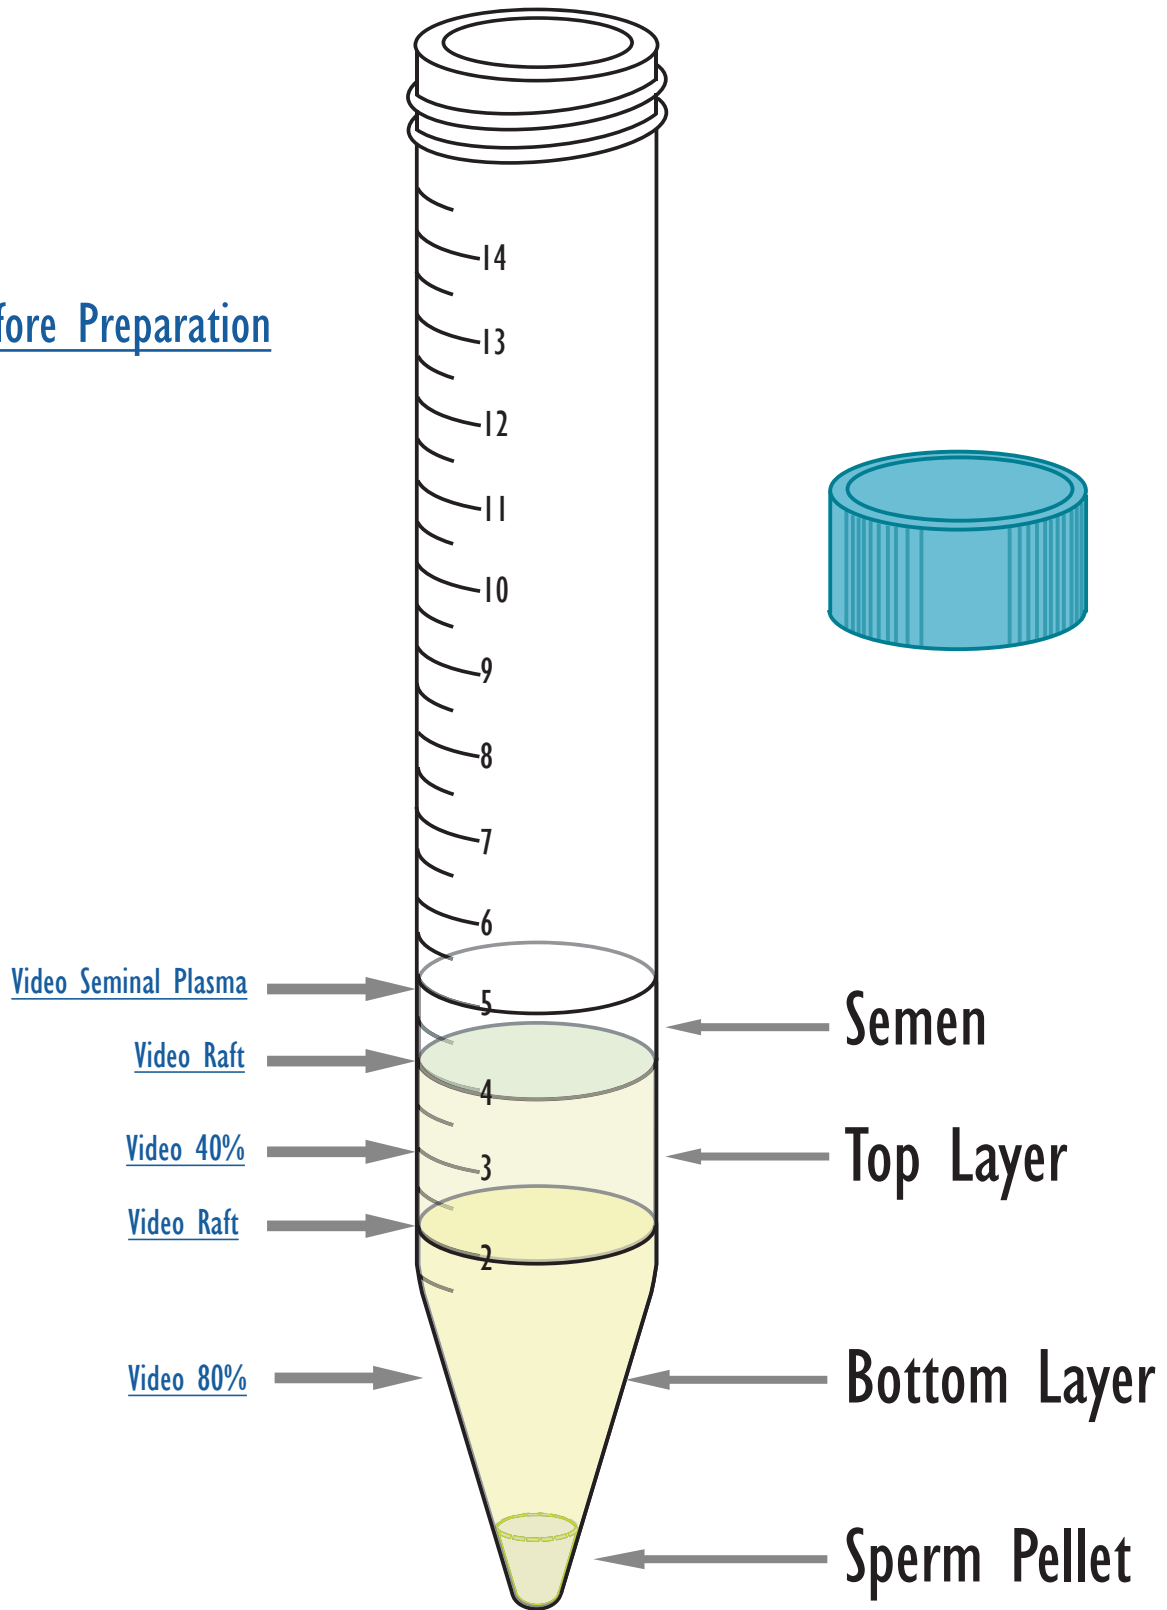 14
fore Preparation
13
12
11
10
9
8
7
6
Video Seminal Plasma
5
Semen
Video Raft
4
Video 40%
3
Top Layer
Video Raft
2
Video 80%
Bottom Layer
Sperm Pellet